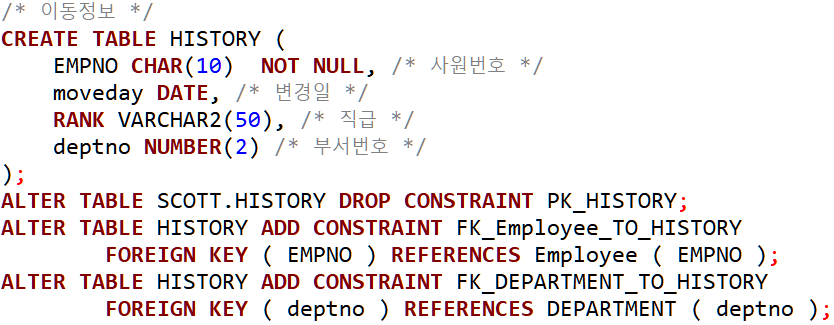 /* 이동정보 */
CREATE TABLE HISTORY (
    EMPNO CHAR(10)  NOT NULL, /* 사원번호 */
    moveday DATE, /* 변경일 */
    RANK VARCHAR2(50), /* 직급 */
    deptno NUMBER(2) /* 부서번호 */
);
ALTER TABLE SCOTT.HISTORY DROP CONSTRAINT PK_HISTORY;
ALTER TABLE HISTORY ADD CONSTRAINT FK_Employee_TO_HISTORY
        FOREIGN KEY ( EMPNO ) REFERENCES Employee ( EMPNO );
ALTER TABLE HISTORY ADD CONSTRAINT FK_DEPARTMENT_TO_HISTORY
        FOREIGN KEY ( deptno ) REFERENCES DEPARTMENT ( deptno );